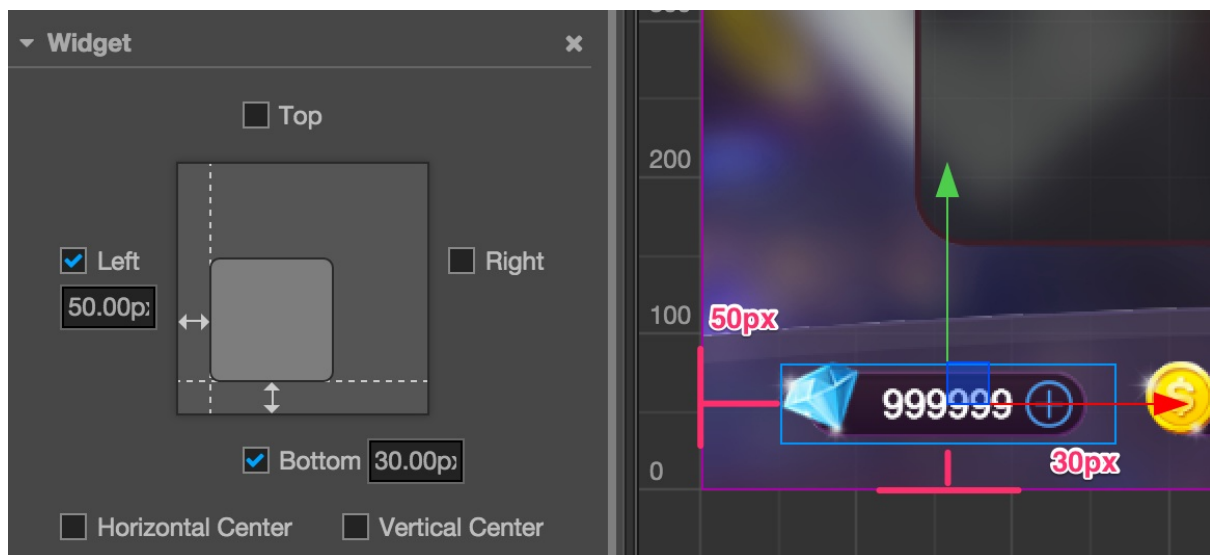 Widget
Top
Left
50.00p
Right
Bottom 30.00p
Horizontal Center
Vertical Center
200
100
50px
999999
30px
0